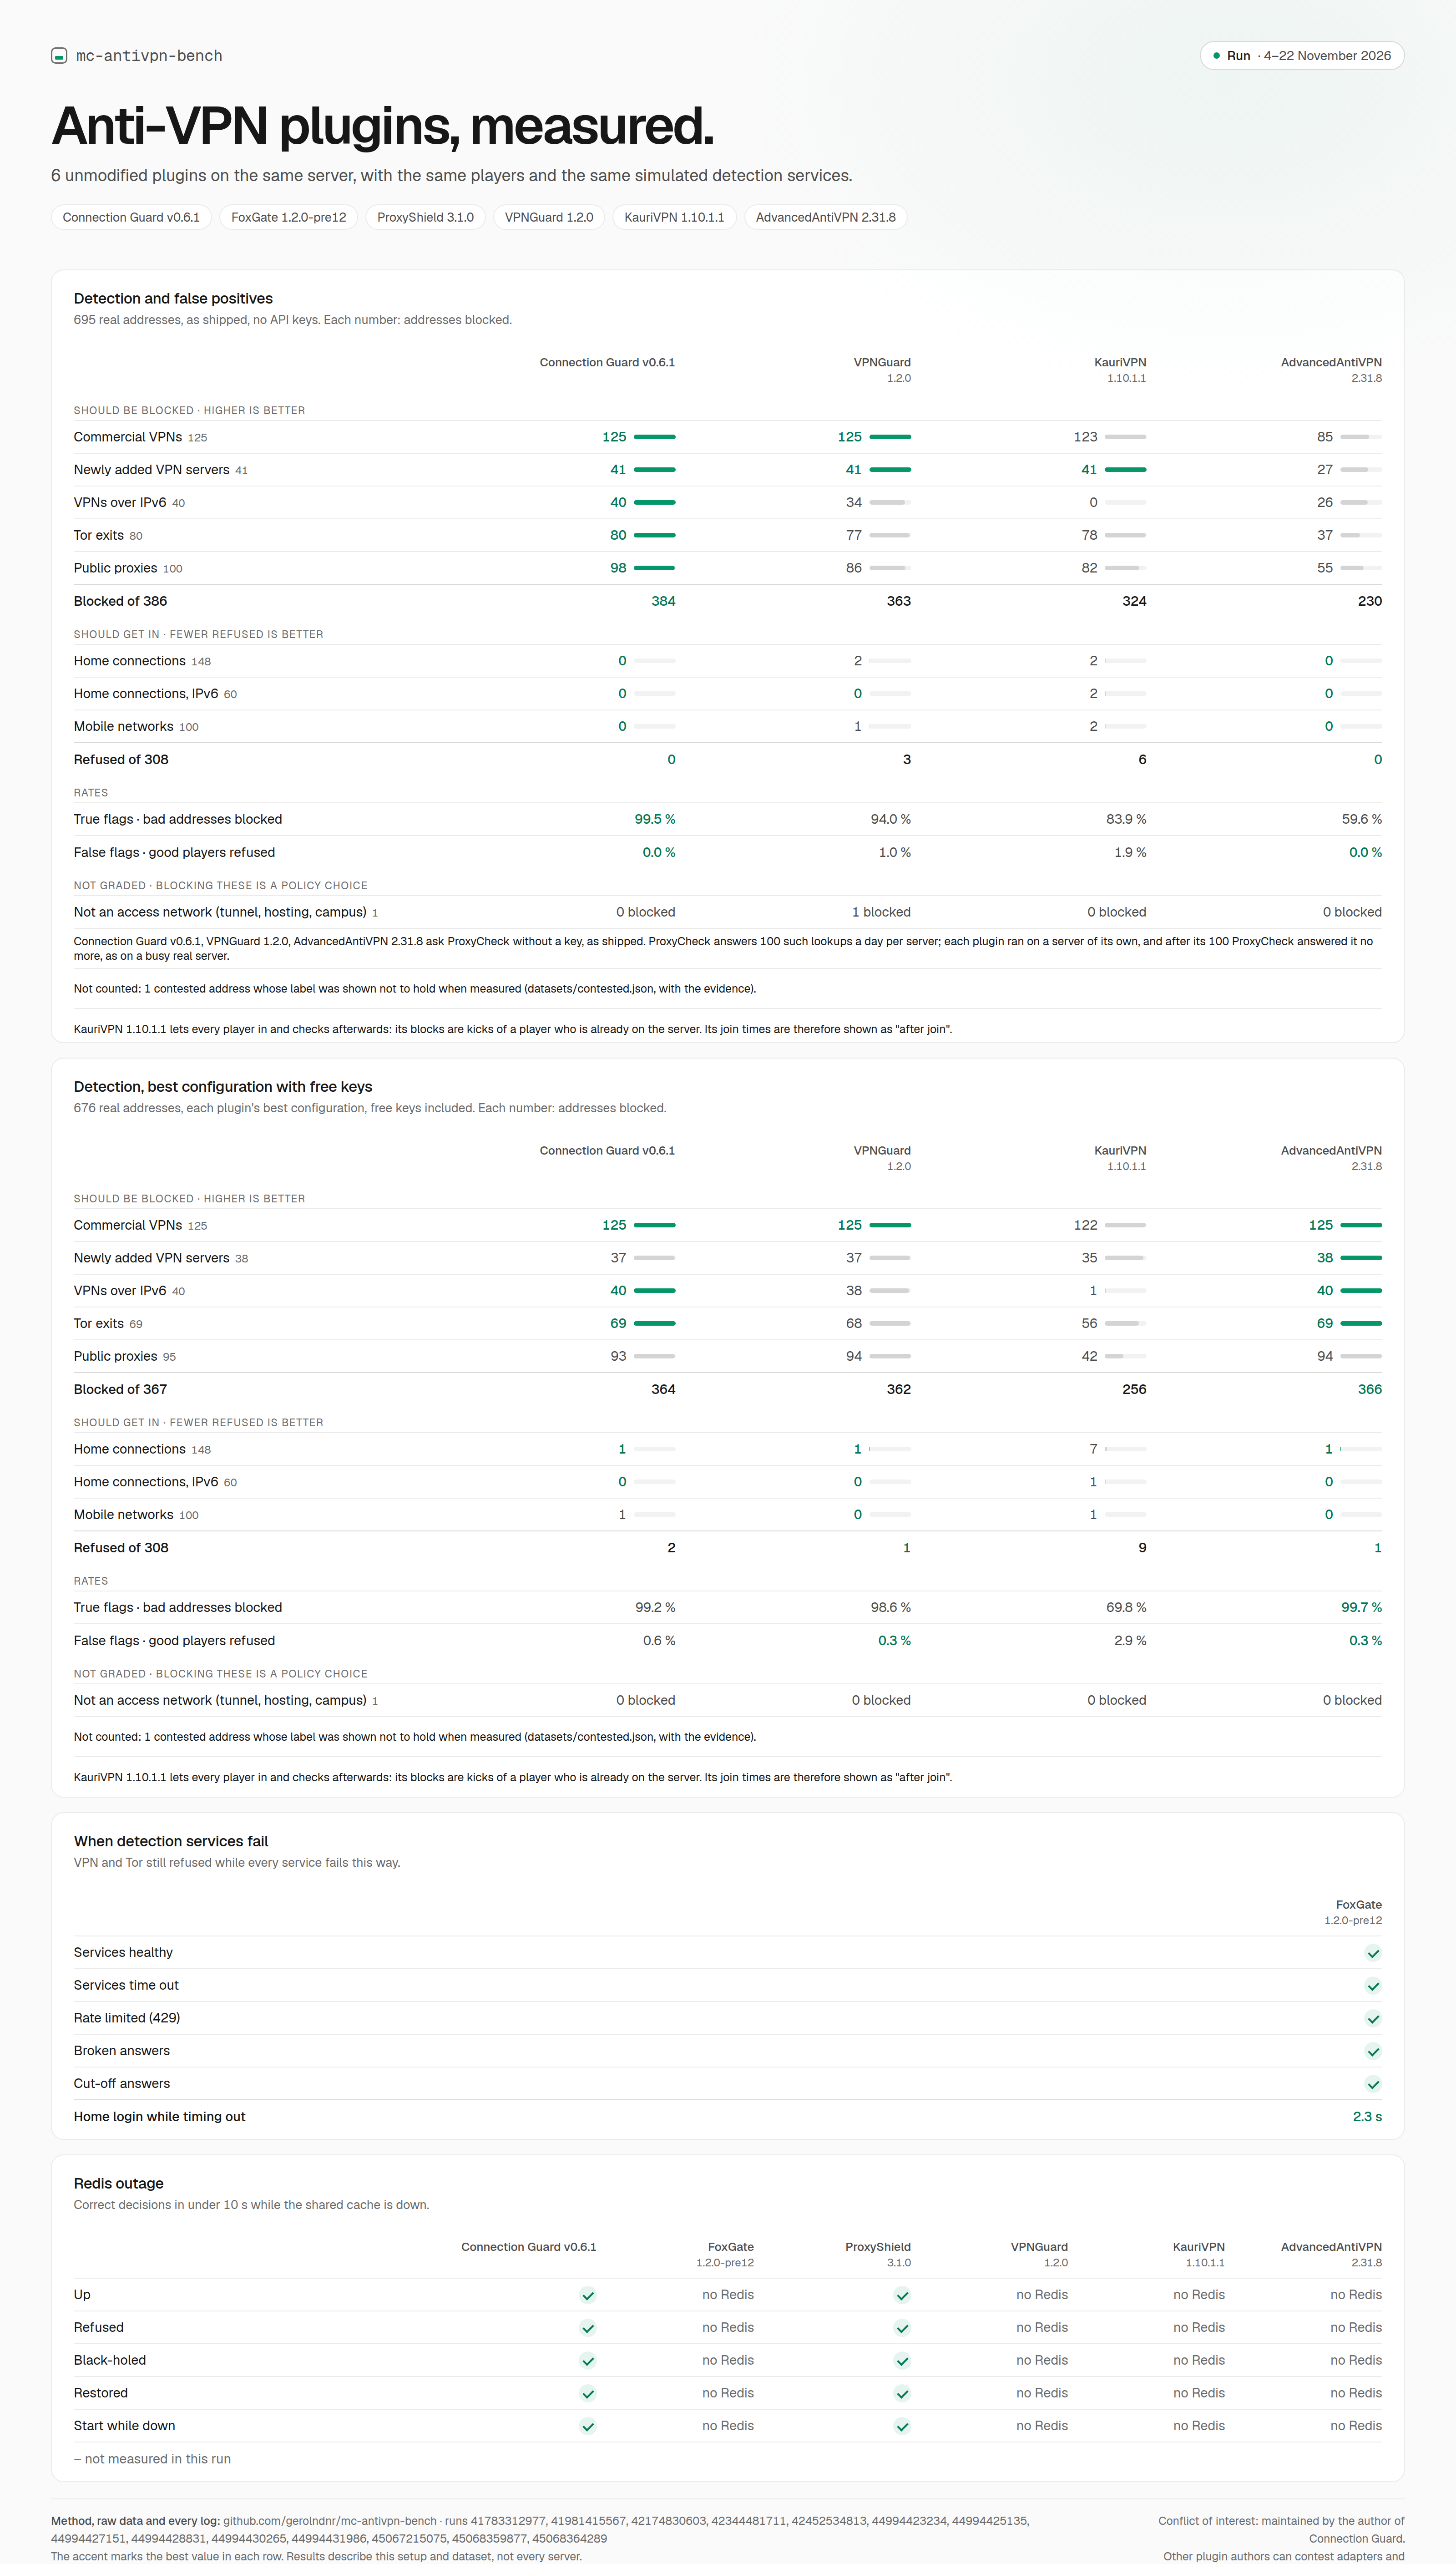 mc-antivpn-bench
Run · 4–22 November 2026
Anti-VPN plugins, measured.
6 unmodified plugins on the same server, with the same players and the same simulated detection services.
Connection Guard v0.6.1 FoxGate 1.2.0-pre12 ProxyShield 3.1.0 VPNGuard 1.2.0 KauriVPN 1.10.1.1 AdvancedAntiVPN 2.31.8
Detection and false positives
695 real addresses, as shipped, no API keys. Each number: addresses blocked.
Connection Guard v0.6.1 VPNGuard KauriVPN AdvancedAntiVPN
1.2.0 1.10.1.1 2.31.8
SHOULD BE BLOCKED · HIGHER IS BETTER
Commercial VPNs 125 125 125 123 85
Newly added VPN servers 41 41 41 41 27
VPNs over IPv6 40 40 34 0 26
Tor exits 80 80 77 78 37
Public proxies 100 98 86 82 55
Blocked of 386 384 363 324 230
SHOULD GET IN · FEWER REFUSED IS BETTER
Home connections 148 0 2 2 0
Home connections, IPv6 60 0 0 2 0
Mobile networks 100 0 1 2 0
Refused of 308 0 3 6 0
RATES
True flags · bad addresses blocked 99.5 % 94.0 % 83.9 % 59.6 %
False flags · good players refused 0.0 % 1.0 % 1.9 % 0.0 %
NOT GRADED · BLOCKING THESE IS A POLICY CHOICE
Not an access network (tunnel, hosting, campus) 1 0 blocked 1 blocked 0 blocked 0 blocked
Connection Guard v0.6.1, VPNGuard 1.2.0, AdvancedAntiVPN 2.31.8 ask ProxyCheck without a key, as shipped. ProxyCheck answers 100 such lookups a day per server; each plugin ran on a server of its own, and after its 100 ProxyCheck answered it no
more, as on a busy real server.
Not counted: 1 contested address whose label was shown not to hold when measured (datasets/contested.json, with the evidence).
KauriVPN 1.10.1.1 lets every player in and checks afterwards: its blocks are kicks of a player who is already on the server. Its join times are therefore shown as "after join".
Detection, best configuration with free keys
676 real addresses, each plugin's best configuration, free keys included. Each number: addresses blocked.
Connection Guard v0.6.1 VPNGuard KauriVPN AdvancedAntiVPN
1.2.0 1.10.1.1 2.31.8
SHOULD BE BLOCKED · HIGHER IS BETTER
Commercial VPNs 125 125 125 122 125
Newly added VPN servers 38 37 37 35 38
VPNs over IPv6 40 40 38 1 40
Tor exits 69 69 68 56 69
Public proxies 95 93 94 42 94
Blocked of 367 364 362 256 366
SHOULD GET IN · FEWER REFUSED IS BETTER
Home connections 148 1 1 7 1
Home connections, IPv6 60 0 0 1 0
Mobile networks 100 1 0 1 0
Refused of 308 2 1 9 1
RATES
True flags · bad addresses blocked 99.2 % 98.6 % 69.8 % 99.7 %
False flags · good players refused 0.6 % 0.3 % 2.9 % 0.3 %
NOT GRADED · BLOCKING THESE IS A POLICY CHOICE
Not an access network (tunnel, hosting, campus) 1 0 blocked 0 blocked 0 blocked 0 blocked
Not counted: 1 contested address whose label was shown not to hold when measured (datasets/contested.json, with the evidence).
KauriVPN 1.10.1.1 lets every player in and checks afterwards: its blocks are kicks of a player who is already on the server. Its join times are therefore shown as "after join".
When detection services fail
VPN and Tor still refused while every service fails this way.
FoxGate
1.2.0-pre12
Services healthy
Services time out
Rate limited (429)
Broken answers
Cut-off answers
Home login while timing out 2.3 s
Redis outage
Correct decisions in under 10 s while the shared cache is down.
Connection Guard v0.6.1 FoxGate ProxyShield VPNGuard KauriVPN AdvancedAntiVPN
1.2.0-pre12 3.1.0 1.2.0 1.10.1.1 2.31.8
Up no Redis no Redis no Redis no Redis
Refused no Redis no Redis no Redis no Redis
Black-holed no Redis no Redis no Redis no Redis
Restored no Redis no Redis no Redis no Redis
Start while down no Redis no Redis no Redis no Redis
– not measured in this run
Method, raw data and every log: github.com/gerolndnr/mc-antivpn-bench · runs 41783312977, 41981415567, 42174830603, 42344481711, 42452534813, 44994423234, 44994425135,
44994427151, 44994428831, 44994430265, 44994431986, 45067215075, 45068359877, 45068364289
The accent marks the best value in each row. Results describe this setup and dataset, not every server.
Conflict of interest: maintained by the author of
Connection Guard.
Other plugin authors can contest adapters and